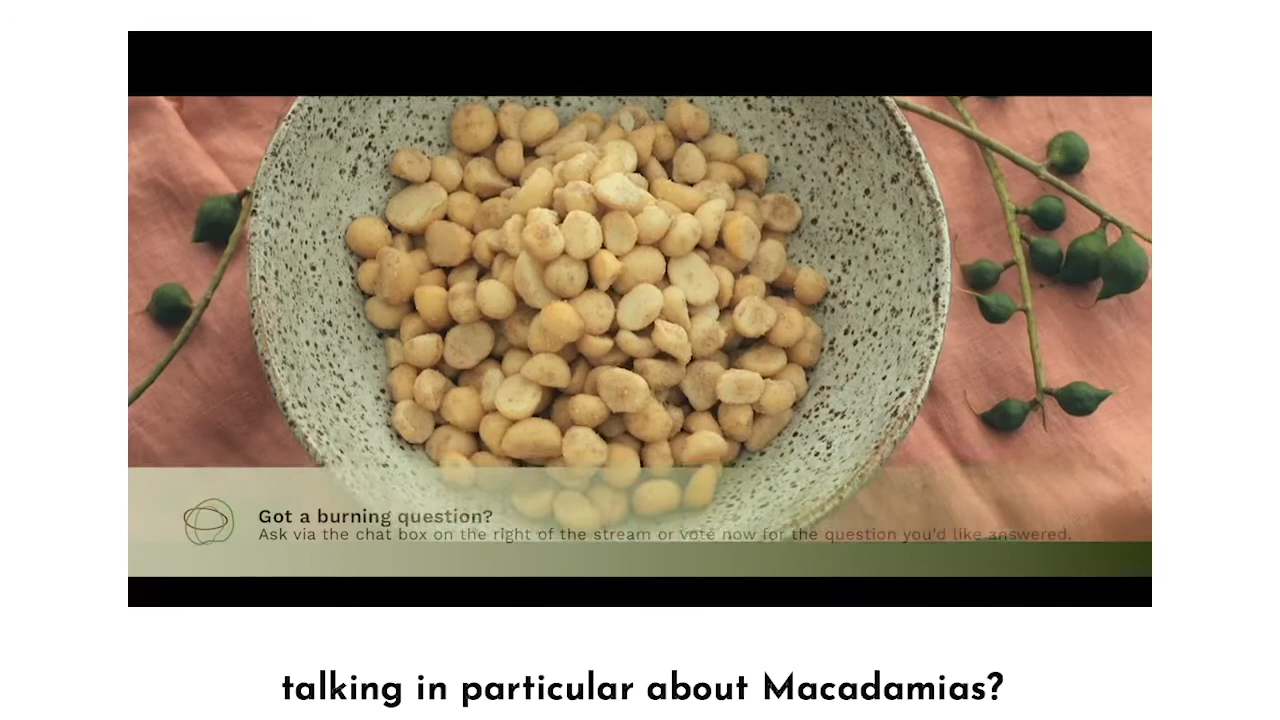 Got a burning question?
Ask via the chat box on the right of the stream or vote now for the question you'd like answered.
talking in particular about Macadamias?